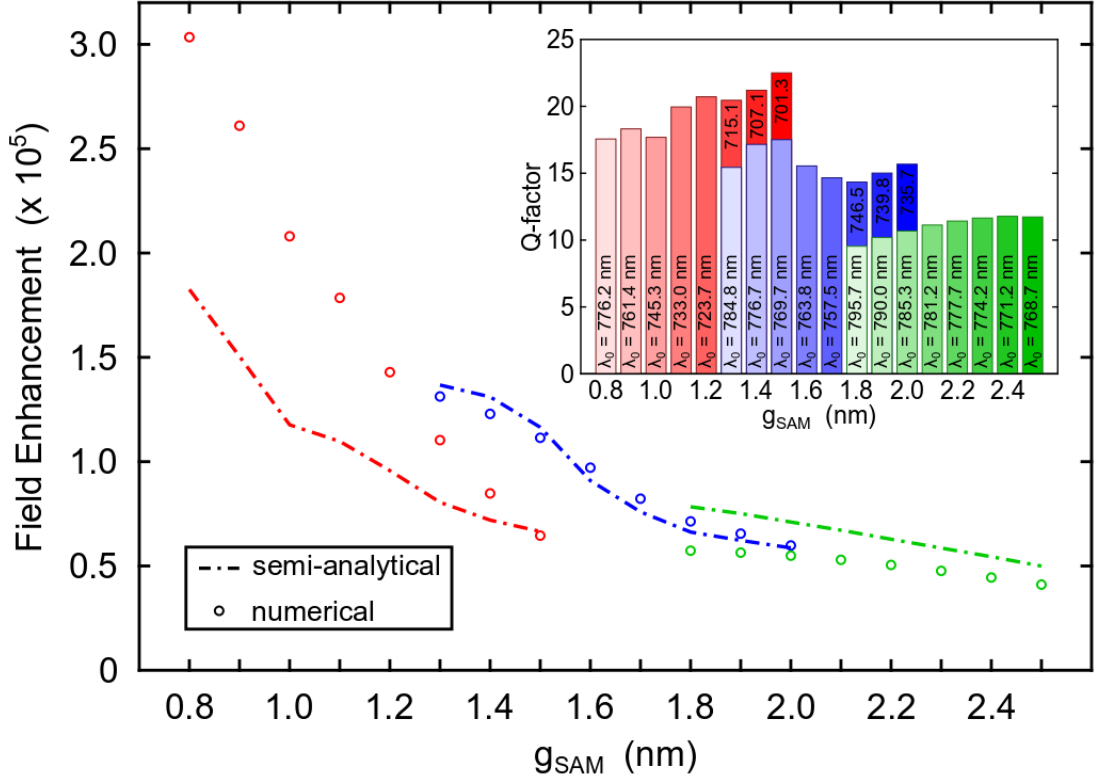 Field Enhancement (x 10⁵)
3.0
2.5
2.0
1.5
1.0
0.5
0
0.8 1.0 1.2 1.4 1.6 1.8 2.0 2.2 2.4
g_SAM (nm)
semi-analytical
numerical
Q-factor
25
20
15
10
5
0
λ₀ = 776.2 nm
λ₀ = 761.4 nm
λ₀ = 745.3 nm
λ₀ = 733.0 nm
λ₀ = 723.7 nm
715.1
λ₀ = 784.8 nm
707.1
λ₀ = 776.7 nm
701.3
λ₀ = 769.7 nm
λ₀ = 763.8 nm
λ₀ = 757.5 nm
746.5
λ₀ = 795.7 nm
739.8
λ₀ = 790.0 nm
735.7
λ₀ = 785.3 nm
λ₀ = 781.2 nm
λ₀ = 777.7 nm
λ₀ = 774.2 nm
λ₀ = 771.2 nm
λ₀ = 768.7 nm
0.8 1.0 1.2 1.4 1.6 1.8 2.0 2.2 2.4
g_SAM (nm)